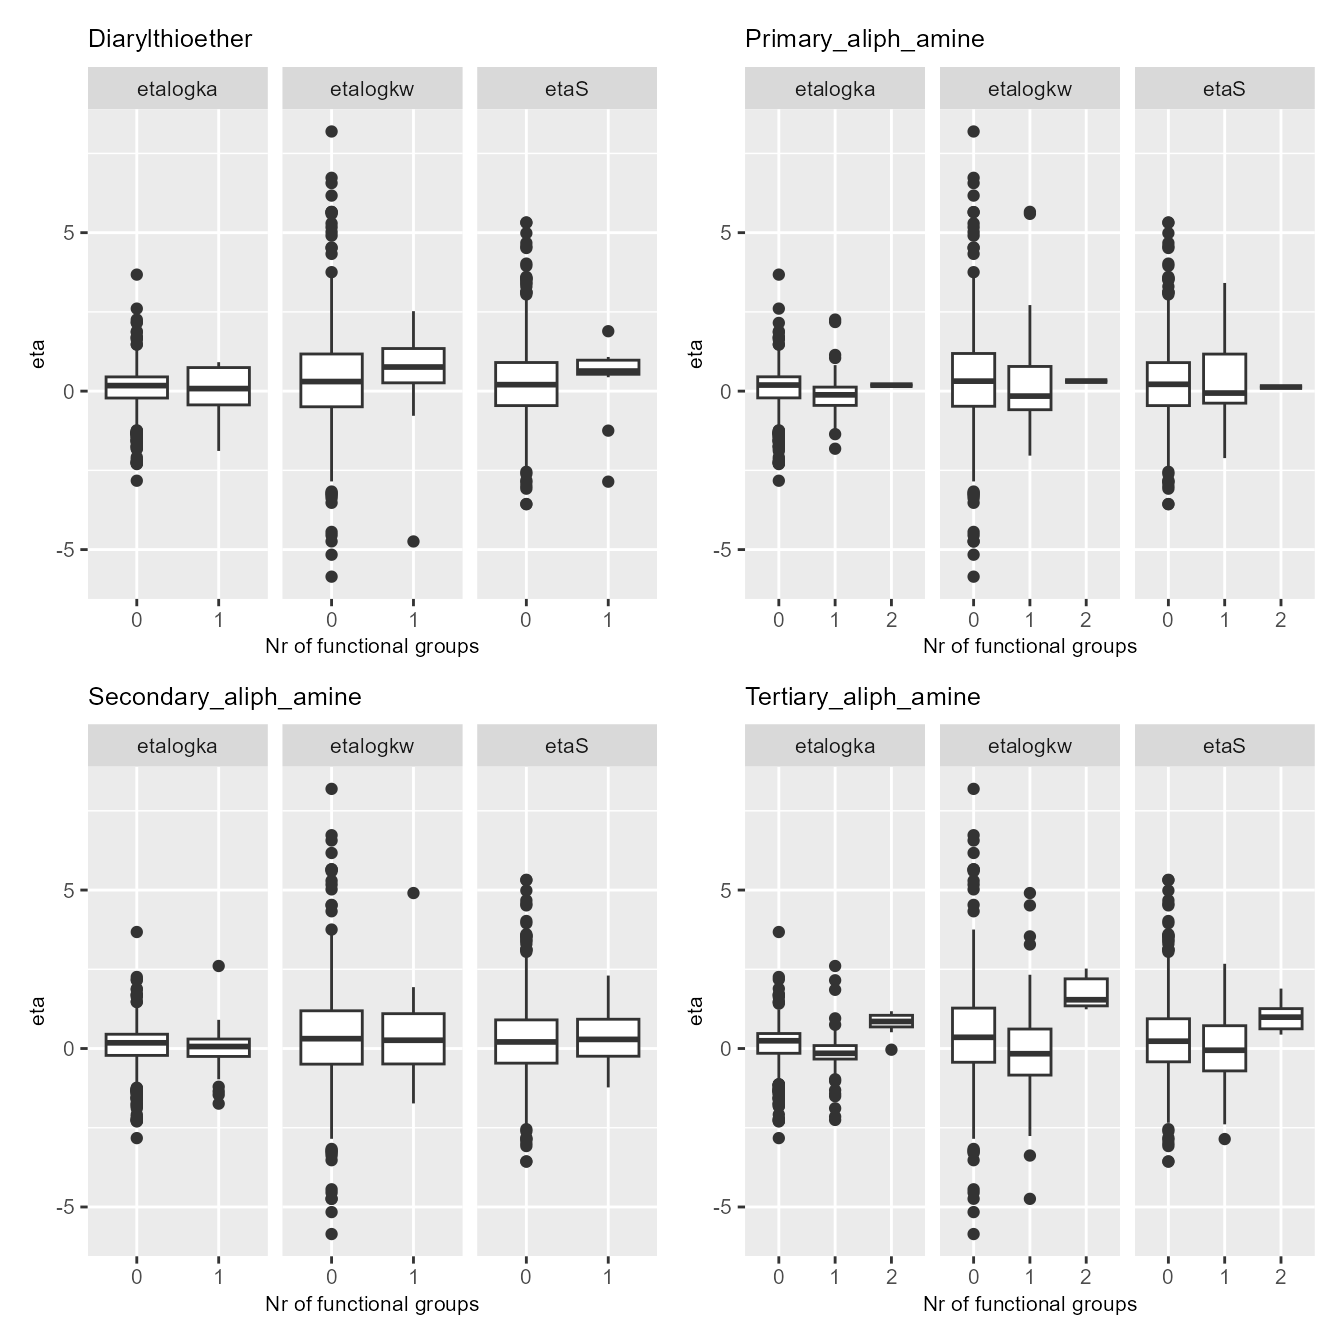 Diarylthioether
etalogka etalogkw etaS
eta
5
0
-5
0 1 0 1 0 1
Nr of functional groups
Primary_aliph_amine
etalogka etalogkw etaS
eta
5
0
-5
0 1 2 0 1 2 0 1 2
Nr of functional groups
Secondary_aliph_amine
etalogka etalogkw etaS
eta
5
0
-5
0 1 0 1 0 1
Nr of functional groups
Tertiary_aliph_amine
etalogka etalogkw etaS
eta
5
0
-5
0 1 2 0 1 2 0 1 2
Nr of functional groups